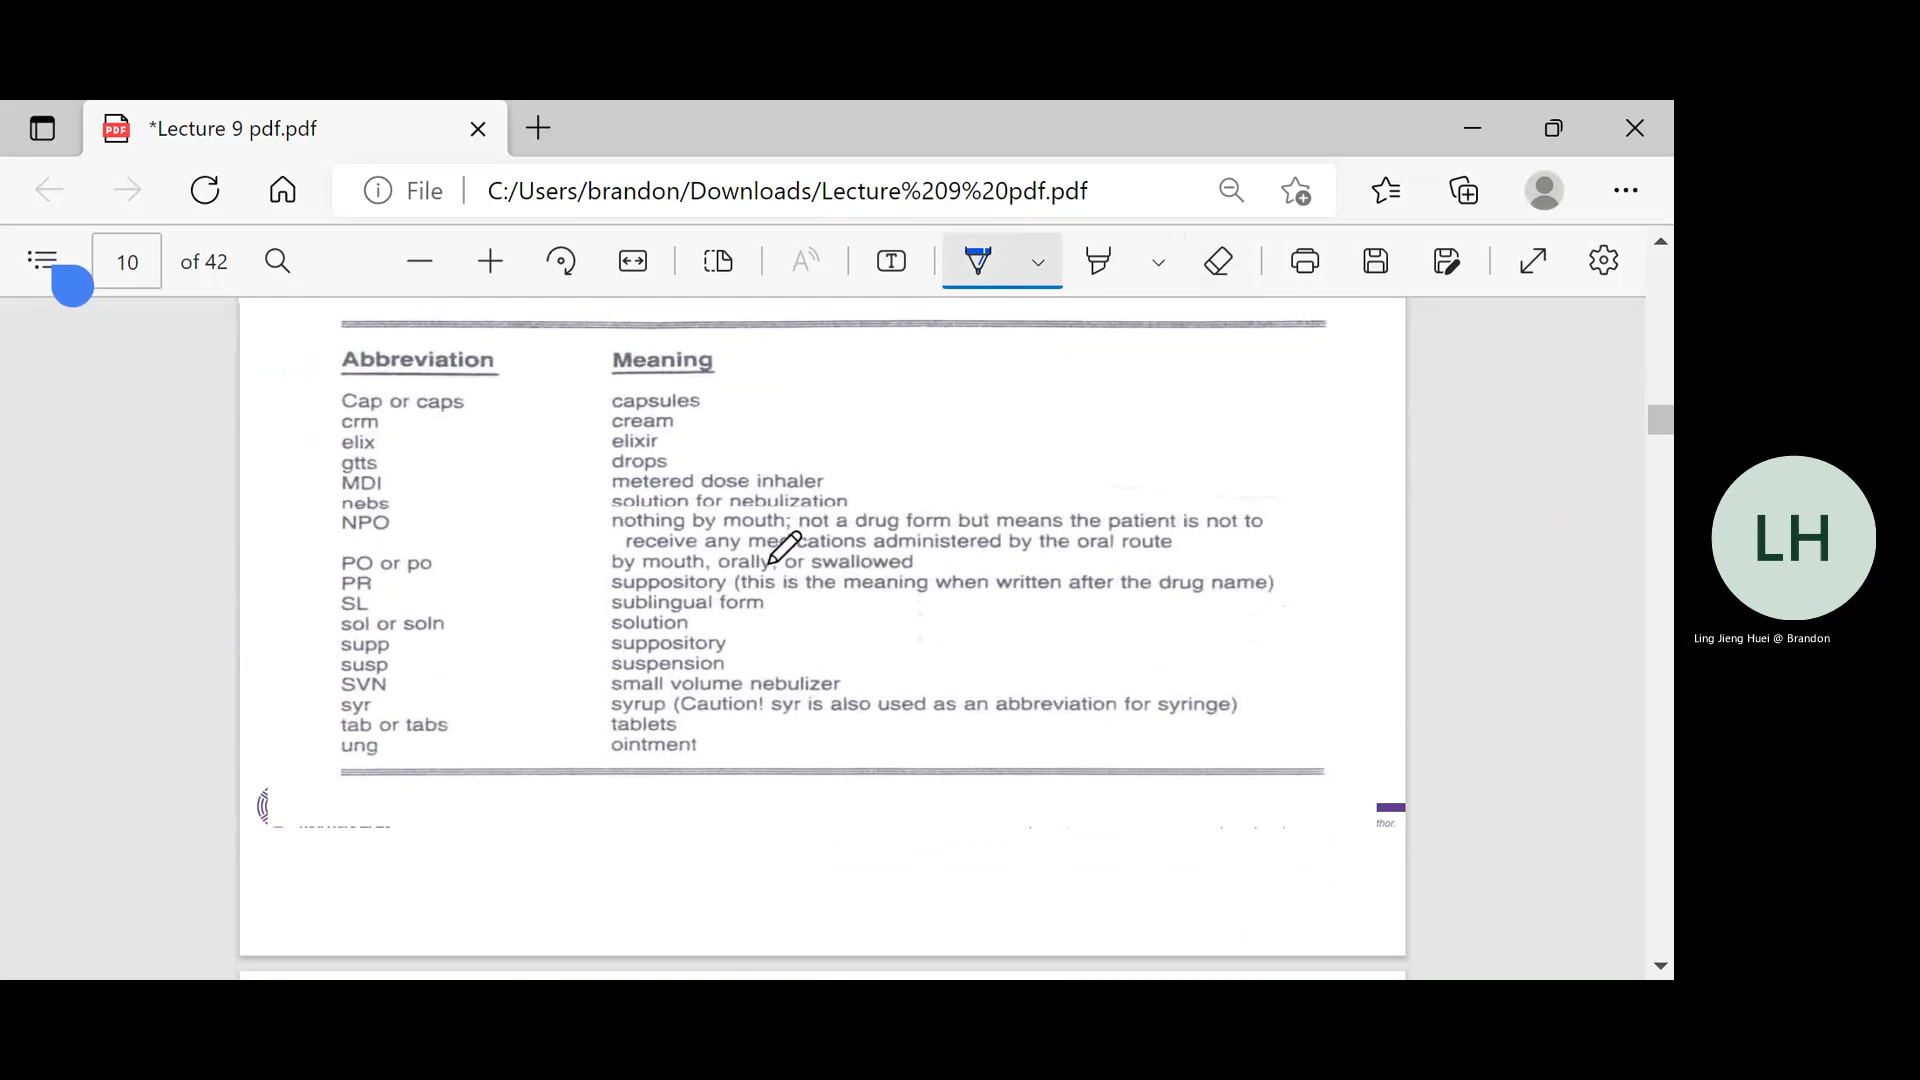 *Lecture 9 pdf.pdf
File C:/Users/brandon/Downloads/Lecture%209%20pdf.pdf
10 of 42
Abbreviation Meaning
Cap or caps capsules
crm cream
elix elixir
gtts drops
MDI metered dose inhaler
nebs solution for nebulization
NPO nothing by mouth; not a drug form but means the patient is not to
receive any medications administered by the oral route
PO or po by mouth, orally, or swallowed
PR suppository (this is the meaning when written after the drug name)
SL sublingual form
sol or soln solution
supp suppository
susp suspension
SVN small volume nebulizer
syr syrup (Caution! syr is also used as an abbreviation for syringe)
tab or tabs tablets
ung ointment
thor.
LH
Ling Jieng Huei @ Brandon